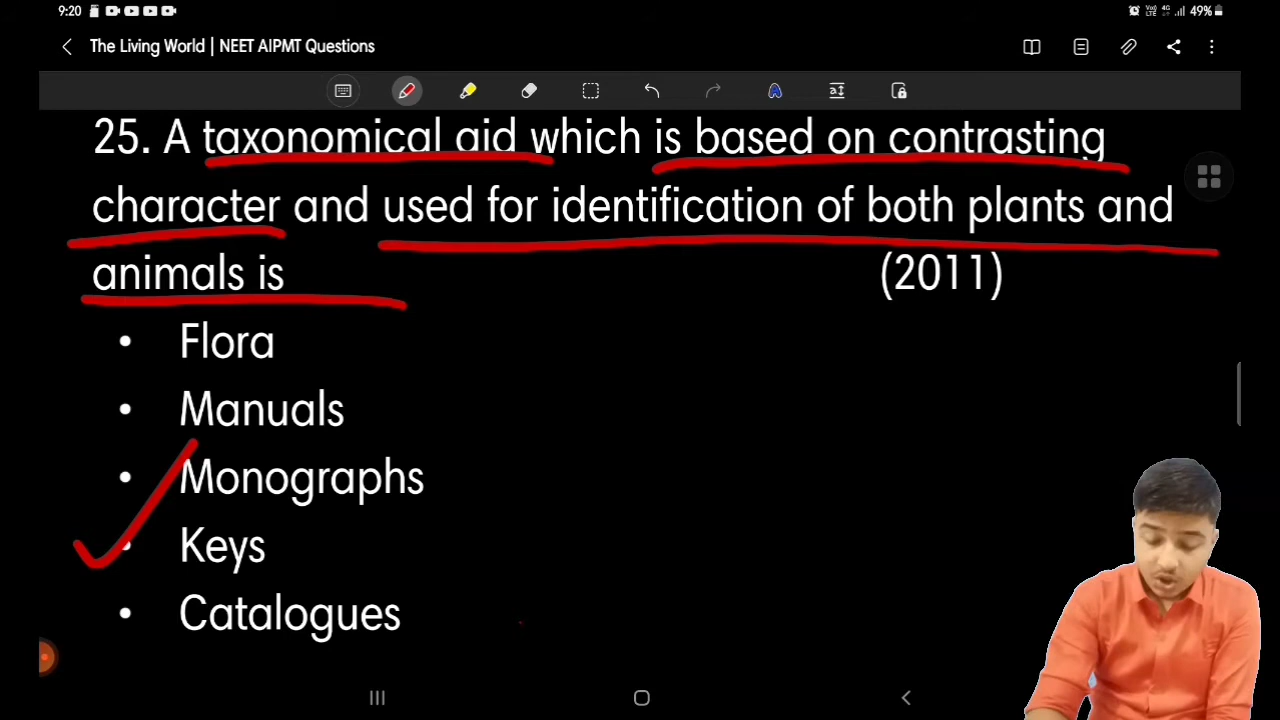 9:20 49%
The Living World | NEET AIPMT Questions
25. A taxonomical aid which is based on contrasting
character and used for identification of both plants and
animals is (2011)
• Flora
• Manuals
• Monographs
• Keys
• Catalogues